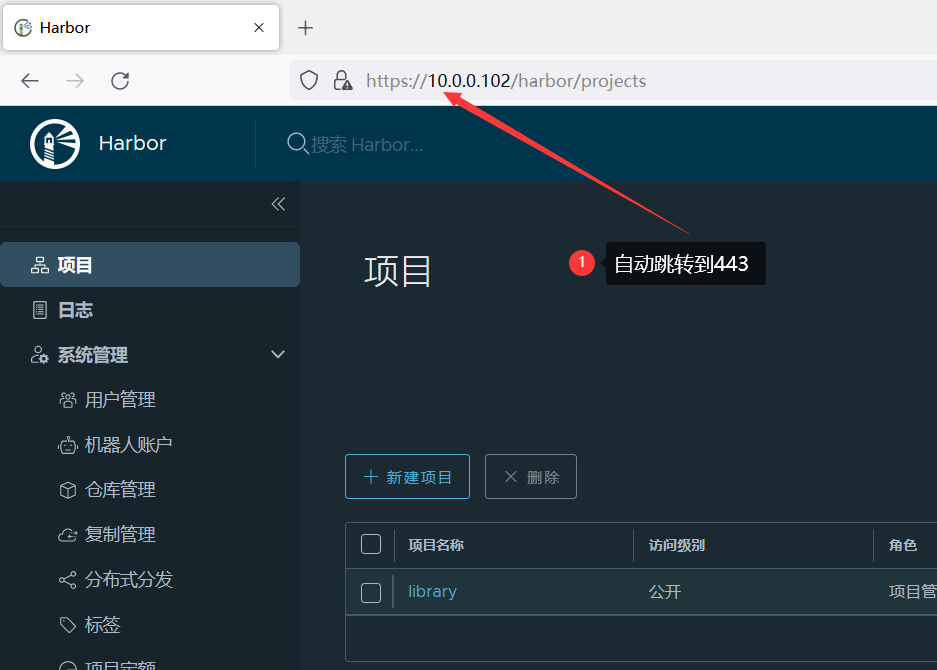 Harbor
https://10.0.0.102/harbor/projects
Harbor
搜索 Harbor...
项目
1
自动跳转到443
项目
日志
系统管理
用户管理
机器人账户
仓库管理
复制管理
分布式分发
标签
项目定额
新建项目
删除
项目名称
访问级别
角色
library
公开
项目管